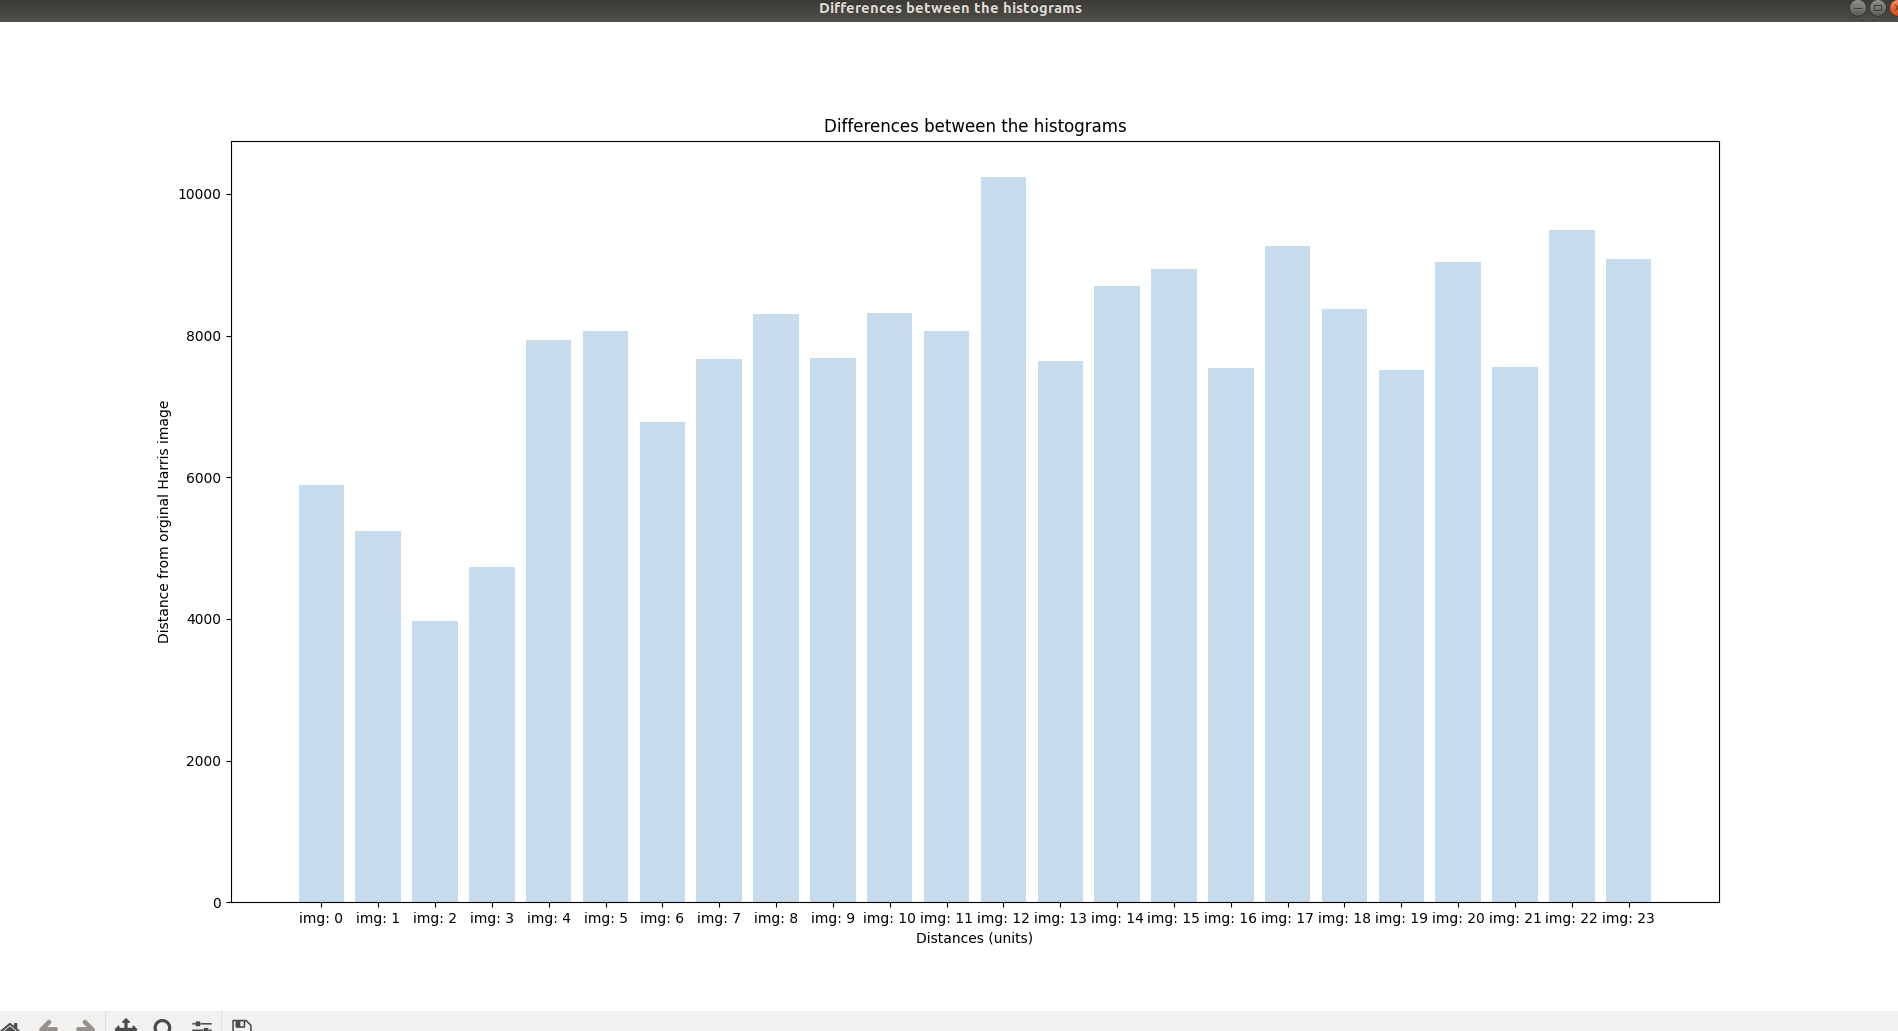 Differences between the histograms
Differences between the histograms
10000
8000
6000
4000
2000
0
Distance from orginal Harris image
img: 0 img: 1 img: 2 img: 3 img: 4 img: 5 img: 6 img: 7 img: 8 img: 9 img: 10 img: 11 img: 12 img: 13 img: 14 img: 15 img: 16 img: 17 img: 18 img: 19 img: 20 img: 21 img: 22 img: 23
Distances (units)